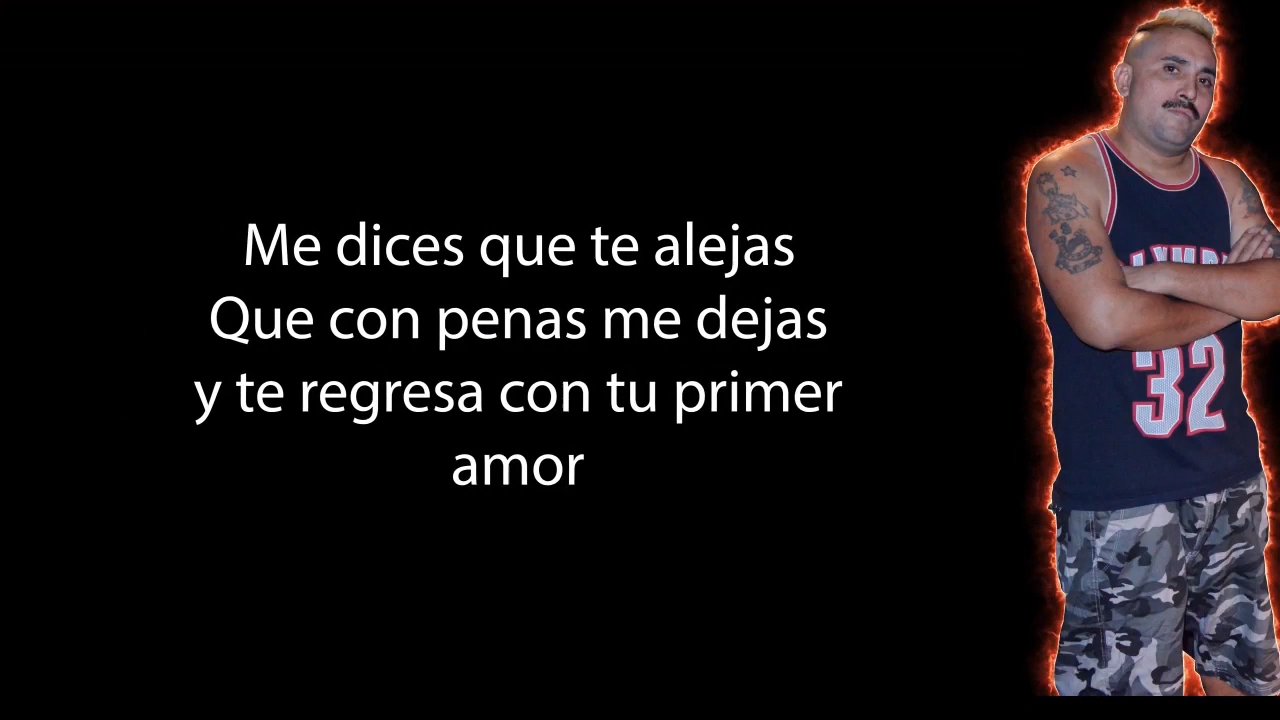 Me dices que te alejas
Que con penas me dejas
y te regresa con tu primer
amor
32